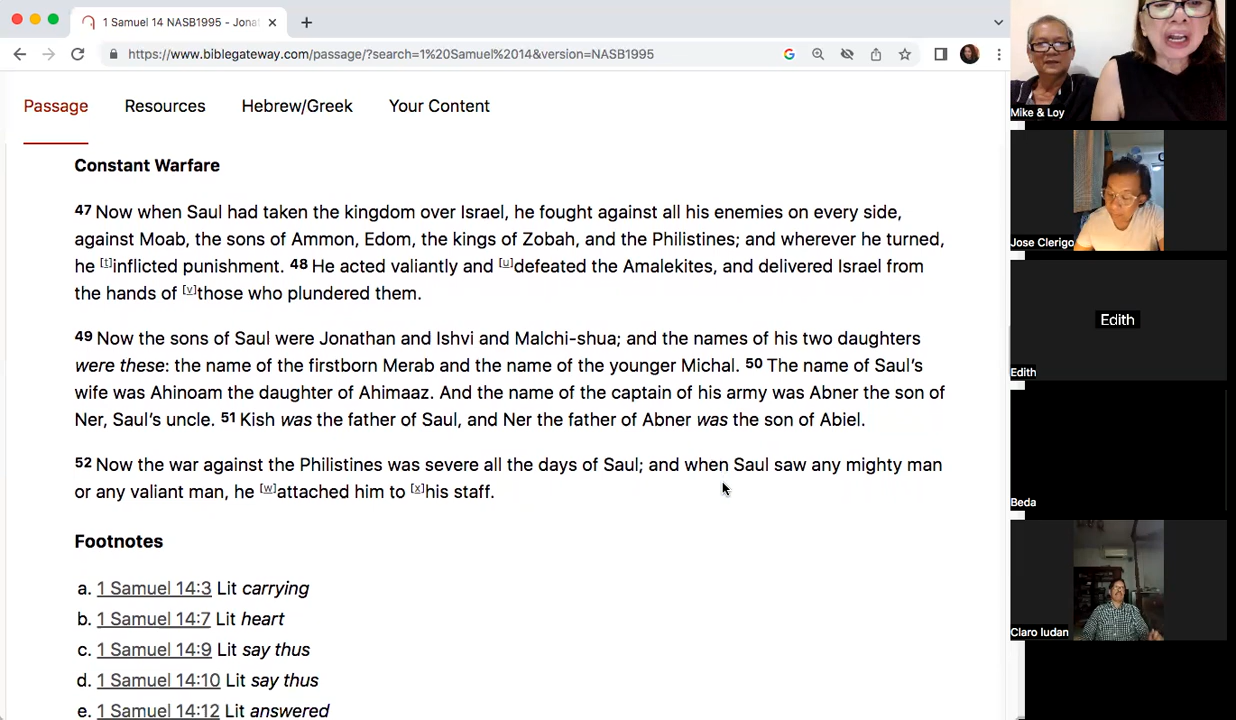 1 Samuel 14 NASB1995 - Jona
https://www.biblegateway.com/passage/?search=1%20Samuel%2014&version=NASB1995
Passage Resources Hebrew/Greek Your Content
Constant Warfare
47 Now when Saul had taken the kingdom over Israel, he fought against all his enemies on every side,
against Moab, the sons of Ammon, Edom, the kings of Zobah, and the Philistines; and wherever he turned,
he [t]inflicted punishment. 48 He acted valiantly and [u]defeated the Amalekites, and delivered Israel from
the hands of [v]those who plundered them.
49 Now the sons of Saul were Jonathan and Ishvi and Malchi-shua; and the names of his two daughters
were these: the name of the firstborn Merab and the name of the younger Michal. 50 The name of Saul’s
wife was Ahinoam the daughter of Ahimaaz. And the name of the captain of his army was Abner the son of
Ner, Saul’s uncle. 51 Kish was the father of Saul, and Ner the father of Abner was the son of Abiel.
52 Now the war against the Philistines was severe all the days of Saul; and when Saul saw any mighty man
or any valiant man, he [w]attached him to [x]his staff.
Footnotes
a. 1 Samuel 14:3 Lit carrying
b. 1 Samuel 14:7 Lit heart
c. 1 Samuel 14:9 Lit say thus
d. 1 Samuel 14:10 Lit say thus
e. 1 Samuel 14:12 Lit answered
Mike & Loy
Jose Clerigo
Edith
Edith
Beda
Claro Iudan